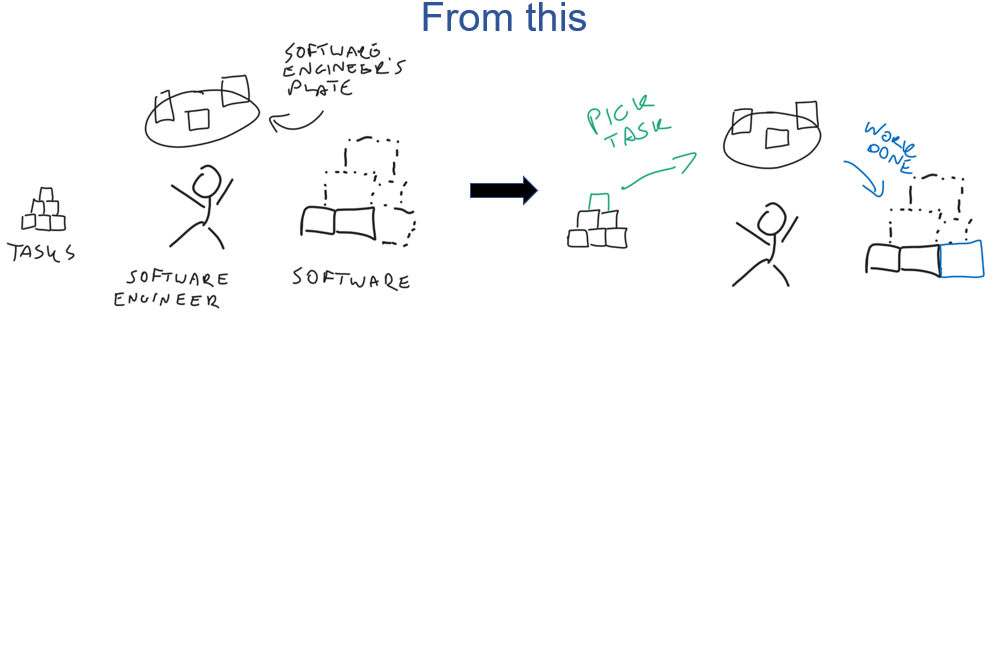 From this
SOFTWARE
ENGINEER'S
PLATE
TASKS
SOFTWARE
ENGINEER
SOFTWARE
PICK
TASK
WORK
DONE